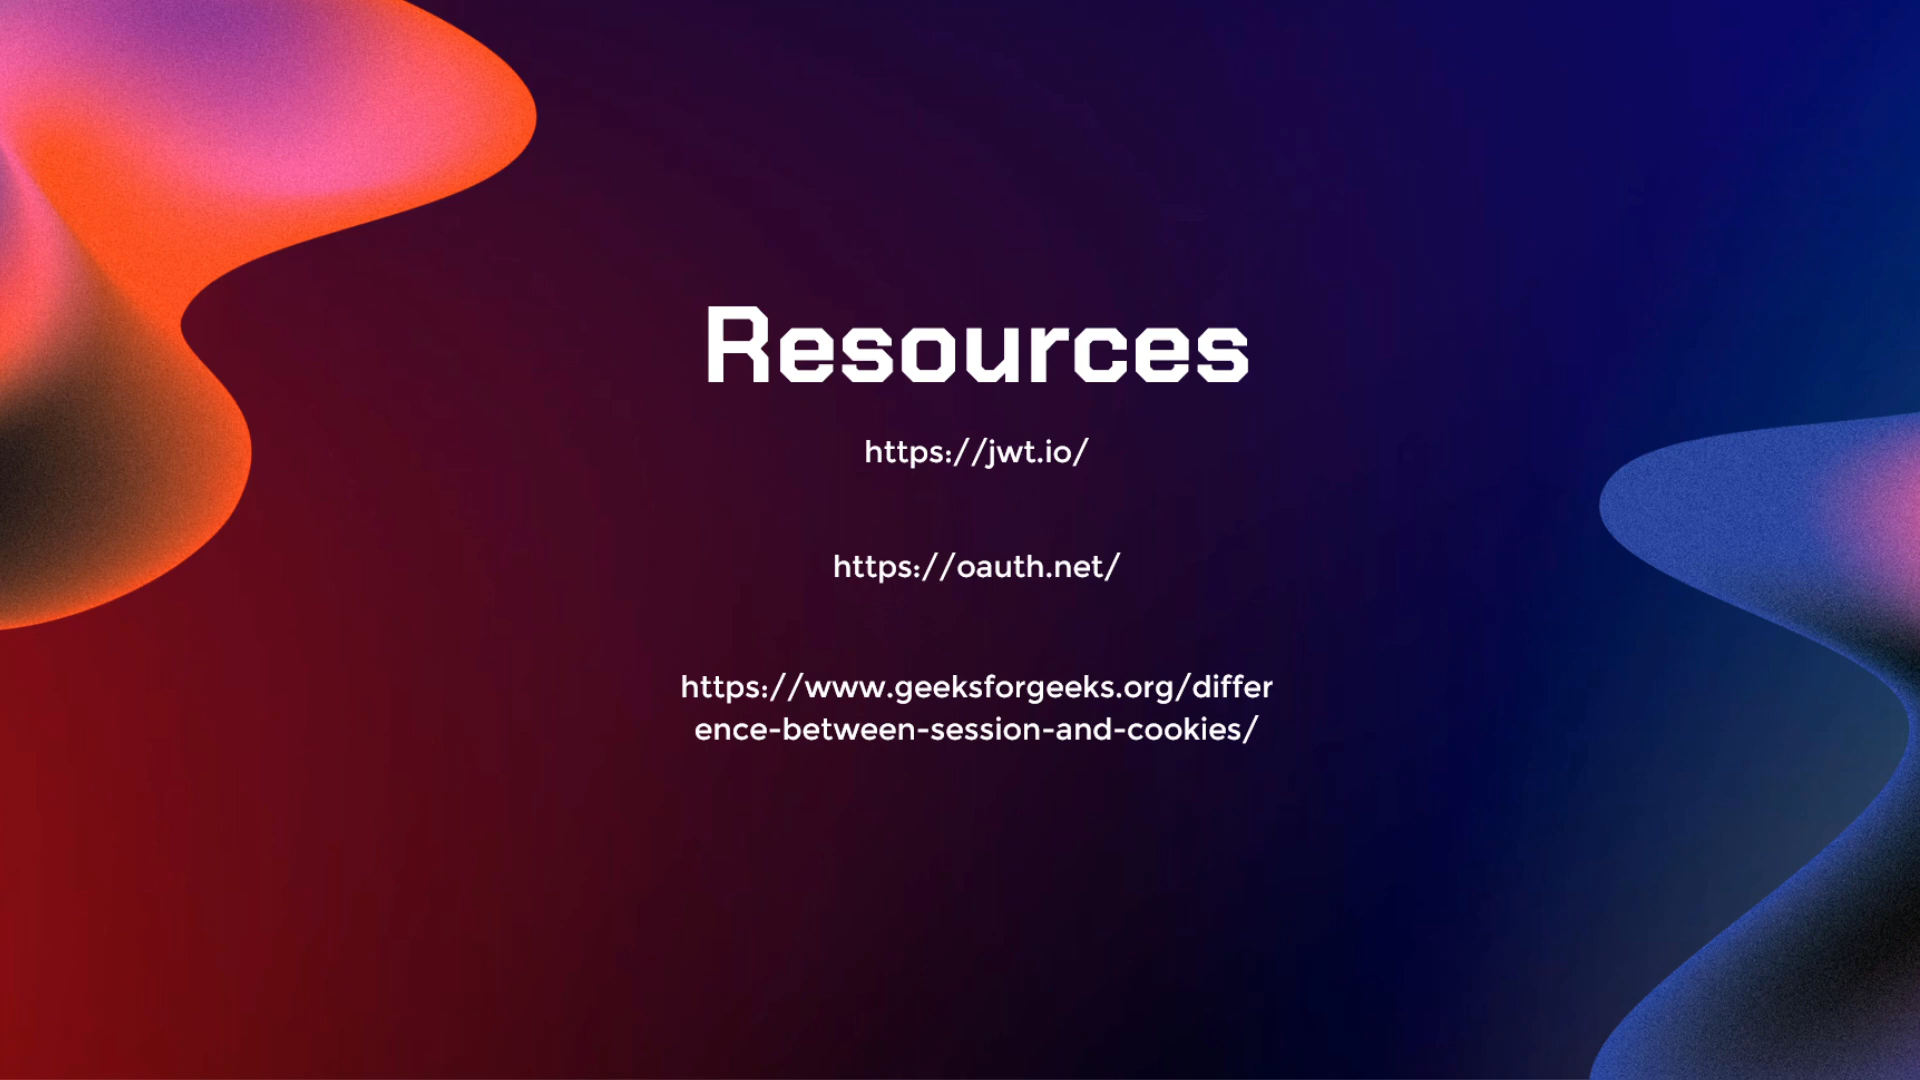 Resources
https://jwt.io/
https://oauth.net/
https://www.geeksforgeeks.org/differ
ence-between-session-and-cookies/